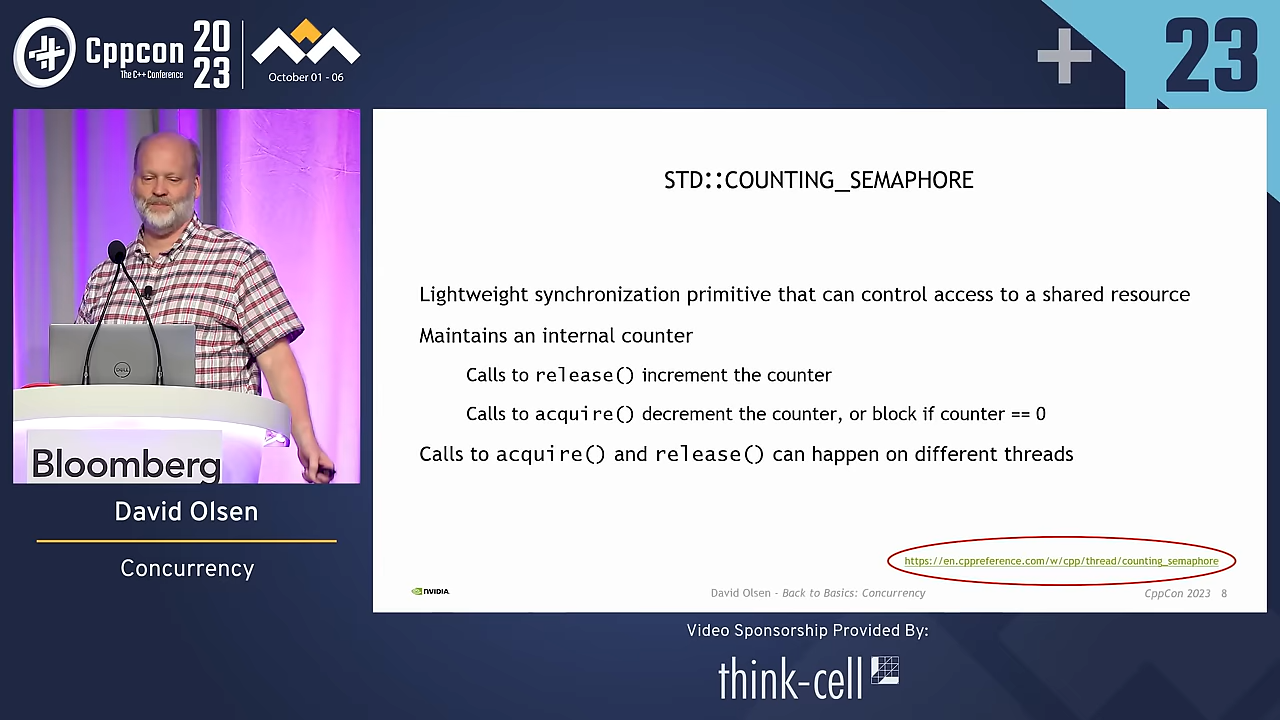 Cppcon
The C++ Conference
20
23
October 01 - 06
23
STD::COUNTING_SEMAPHORE
Lightweight synchronization primitive that can control access to a shared resource
Maintains an internal counter
Calls to release() increment the counter
Calls to acquire() decrement the counter, or block if counter == 0
Calls to acquire() and release() can happen on different threads
https://en.cppreference.com/w/cpp/thread/counting_semaphore
NVIDIA.
David Olsen - Back to Basics: Concurrency
CppCon 2023 8
DELL
Bloomberg
David Olsen
Concurrency
Video Sponsorship Provided By:
think-cell